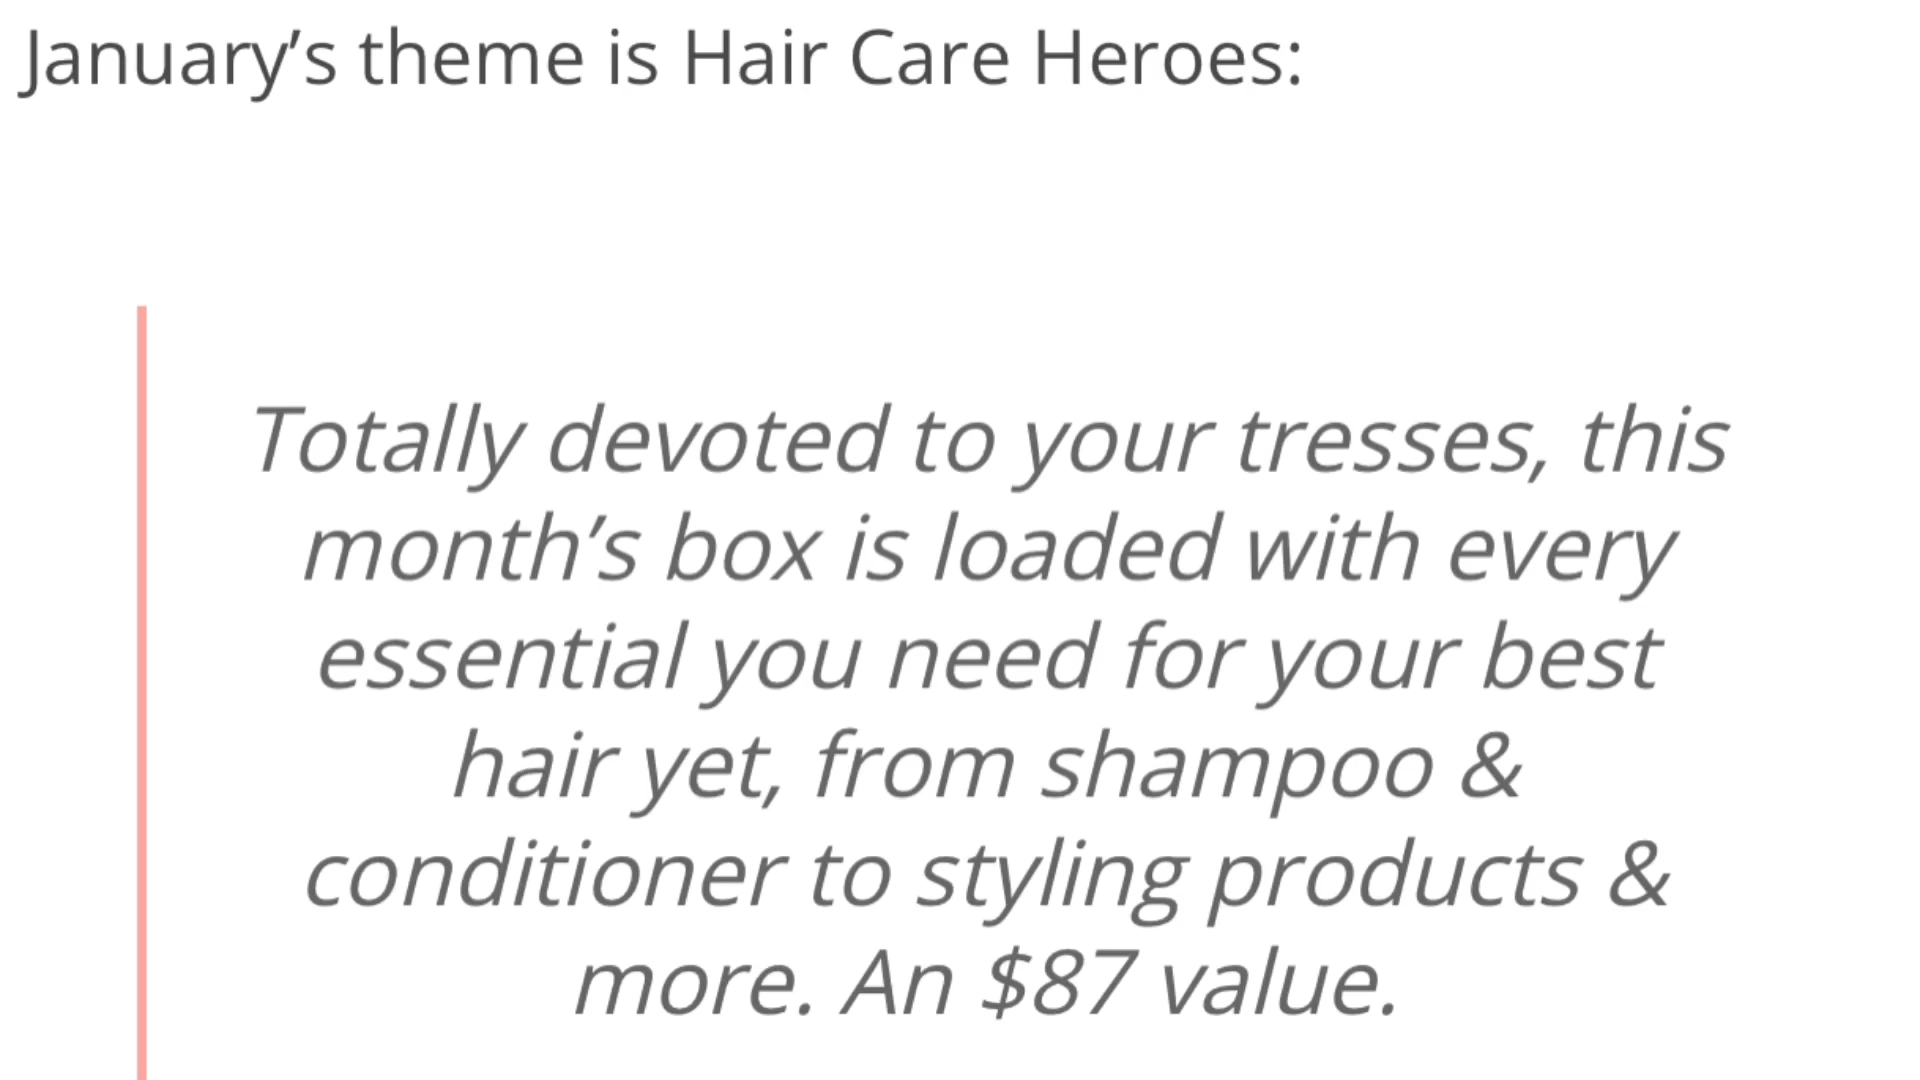 January’s theme is Hair Care Heroes:
Totally devoted to your tresses, this
month’s box is loaded with every
essential you need for your best
hair yet, from shampoo &
conditioner to styling products &
more. An $87 value.